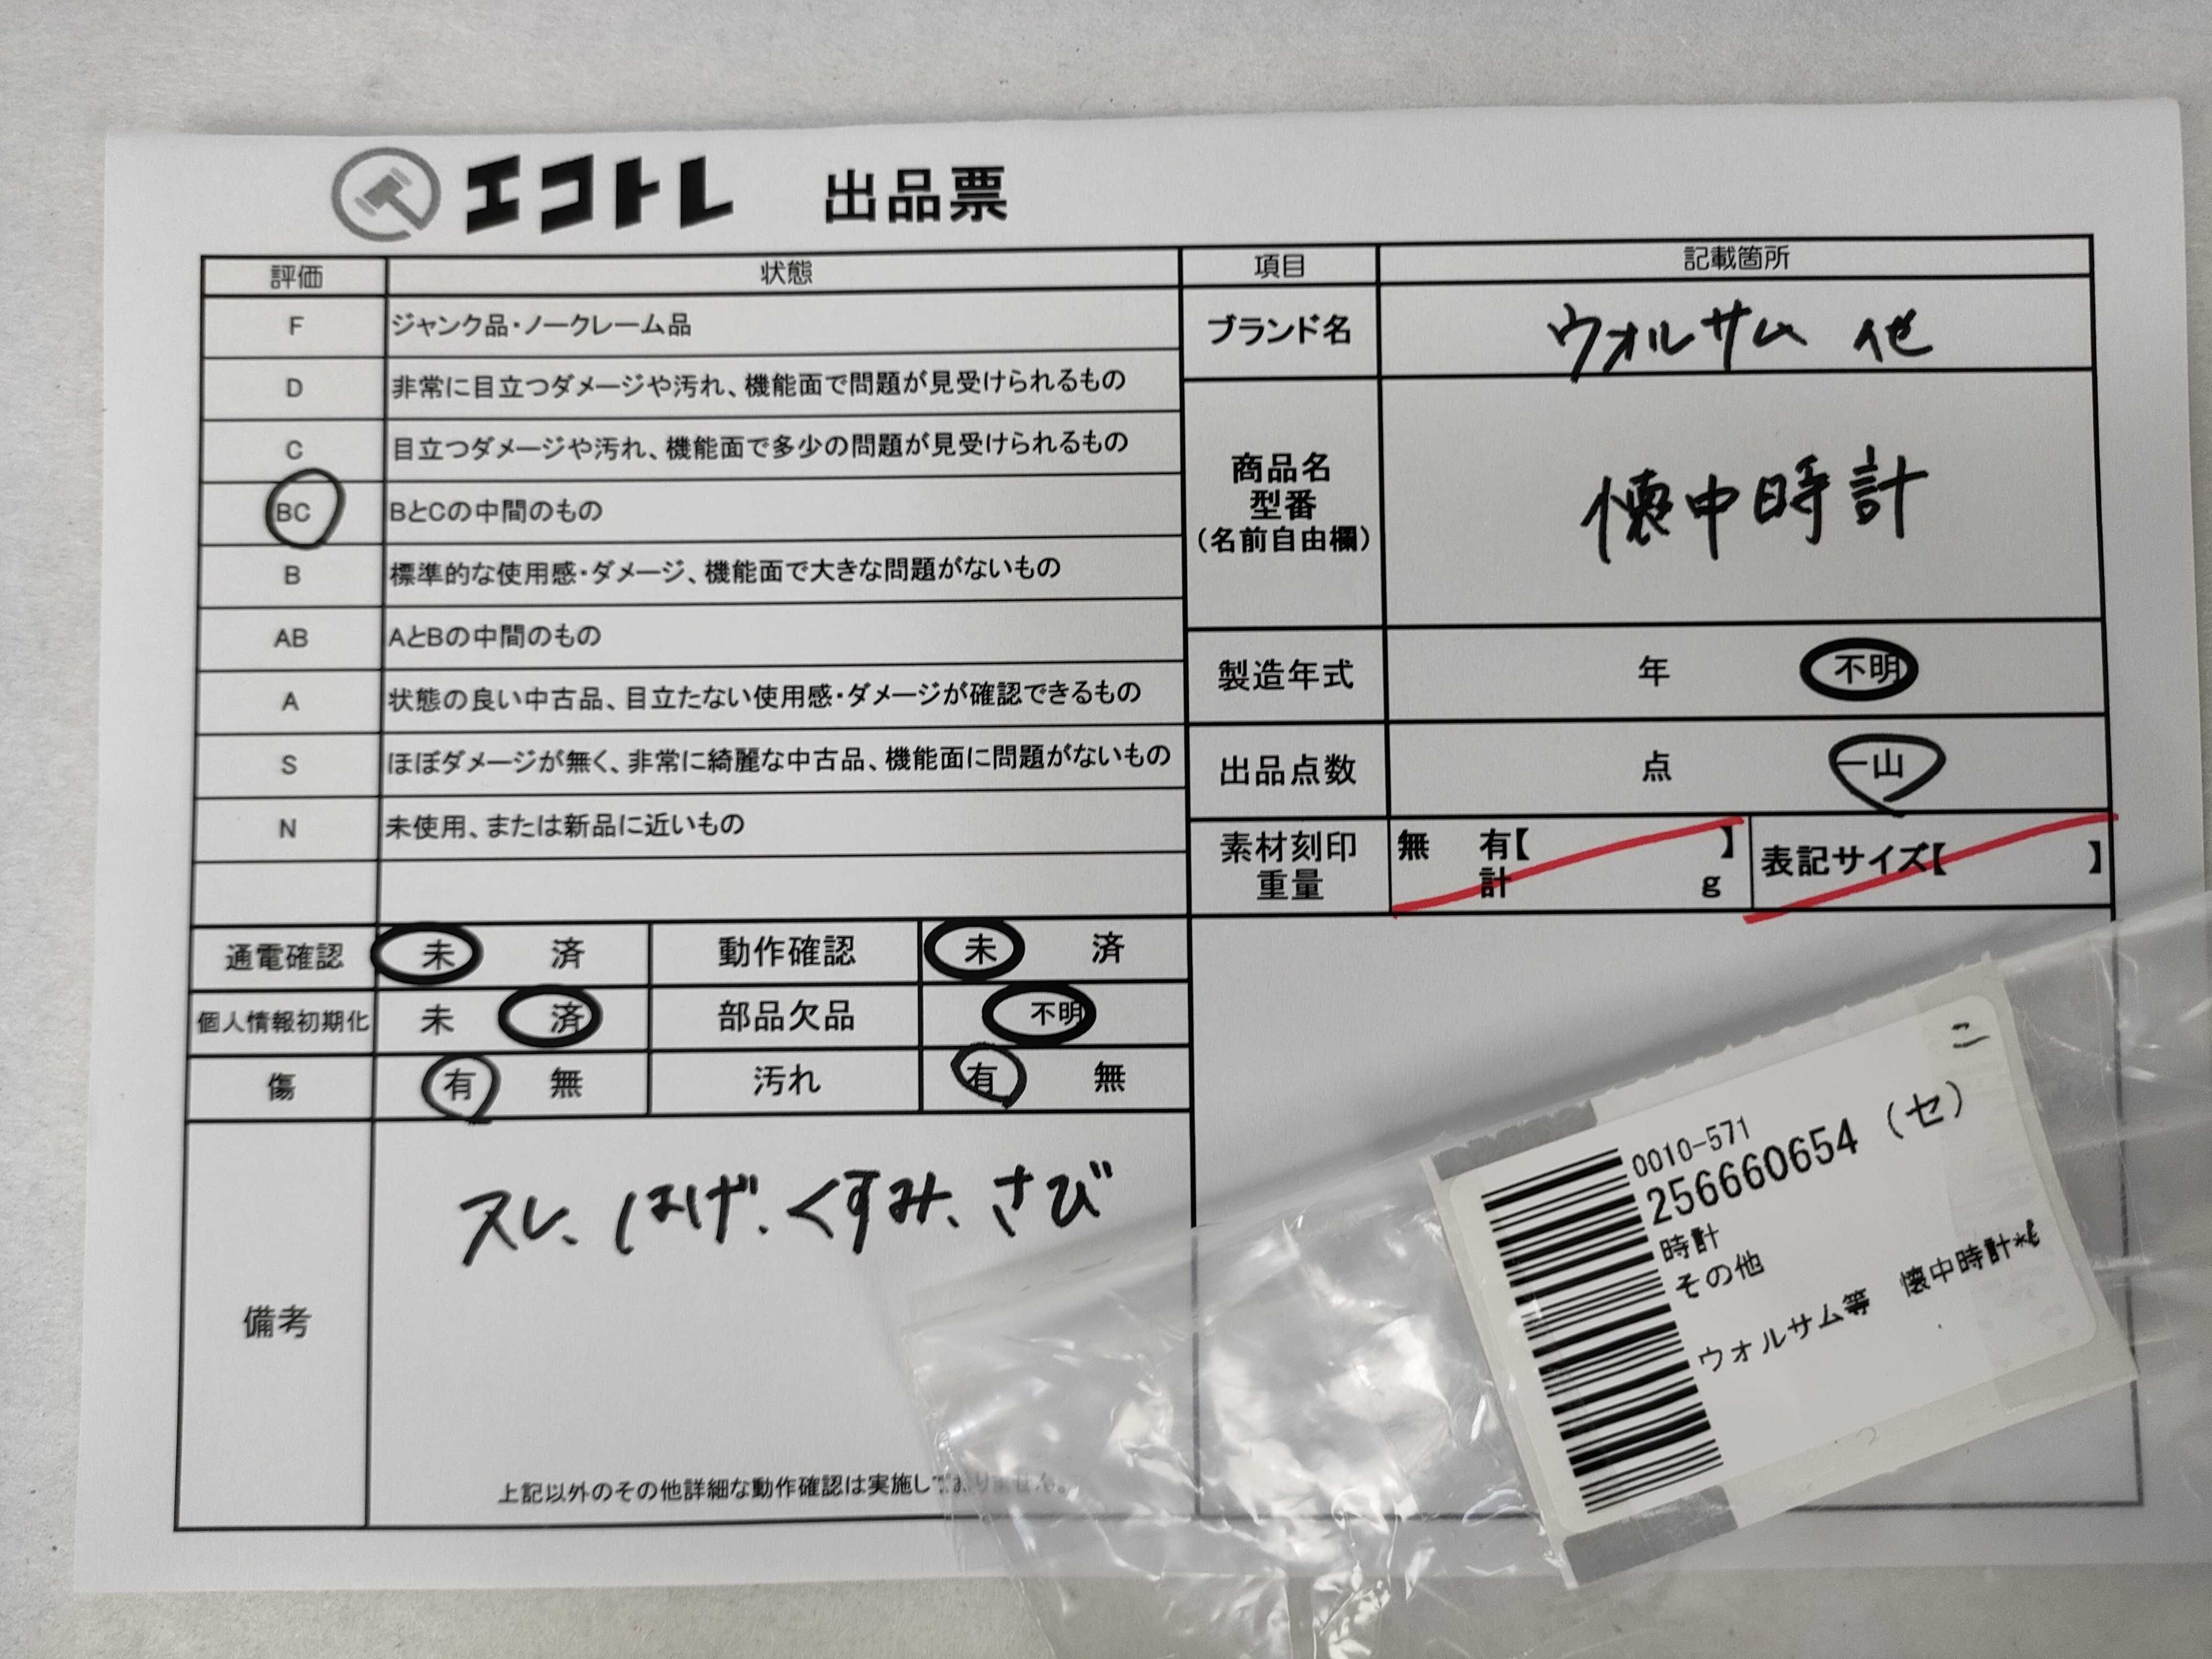 エコトレ 出品票
評価 状態
F ジャンク品・ノークレーム品
D 非常に目立つダメージや汚れ、機能面で問題が見受けられるもの
C 目立つダメージや汚れ、機能面で多少の問題が見受けられるもの
BC BとCの中間のもの
B 標準的な使用感・ダメージ、機能面で大きな問題がないもの
AB AとBの中間のもの
A 状態の良い中古品、目立たない使用感・ダメージが確認できるもの
S ほぼダメージが無く、非常に綺麗な中古品、機能面に問題がないもの
N 未使用、または新品に近いもの
項目 記載箇所
ブランド名 ウォルサム 他
商品名
型番
(名前自由欄)
懐中時計
製造年式 年 不明
出品点数 点 一山
素材刻印
重量
無 有【 】
計 g
表記サイズ【 】
通電確認 未 済 動作確認 未 済
個人情報初期化 未 済 部品欠品 不明
傷 有 無 汚れ 有 無
備考
スレ、はげ、くすみ、さび
上記以外のその他詳細な動作確認は実施しておりません。
ニ
0010-571
256660654 (セ)
時計
その他
ウォルサム等 懐中時計*